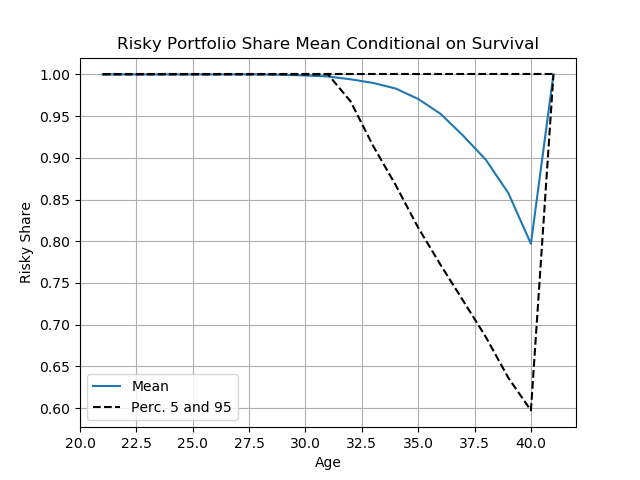 Risky Portfolio Share Mean Conditional on Survival
1.00
0.95
0.90
0.85
0.80
0.75
0.70
0.65
0.60
Risky Share
Mean
Perc. 5 and 95
20.0 22.5 25.0 27.5 30.0 32.5 35.0 37.5 40.0
Age